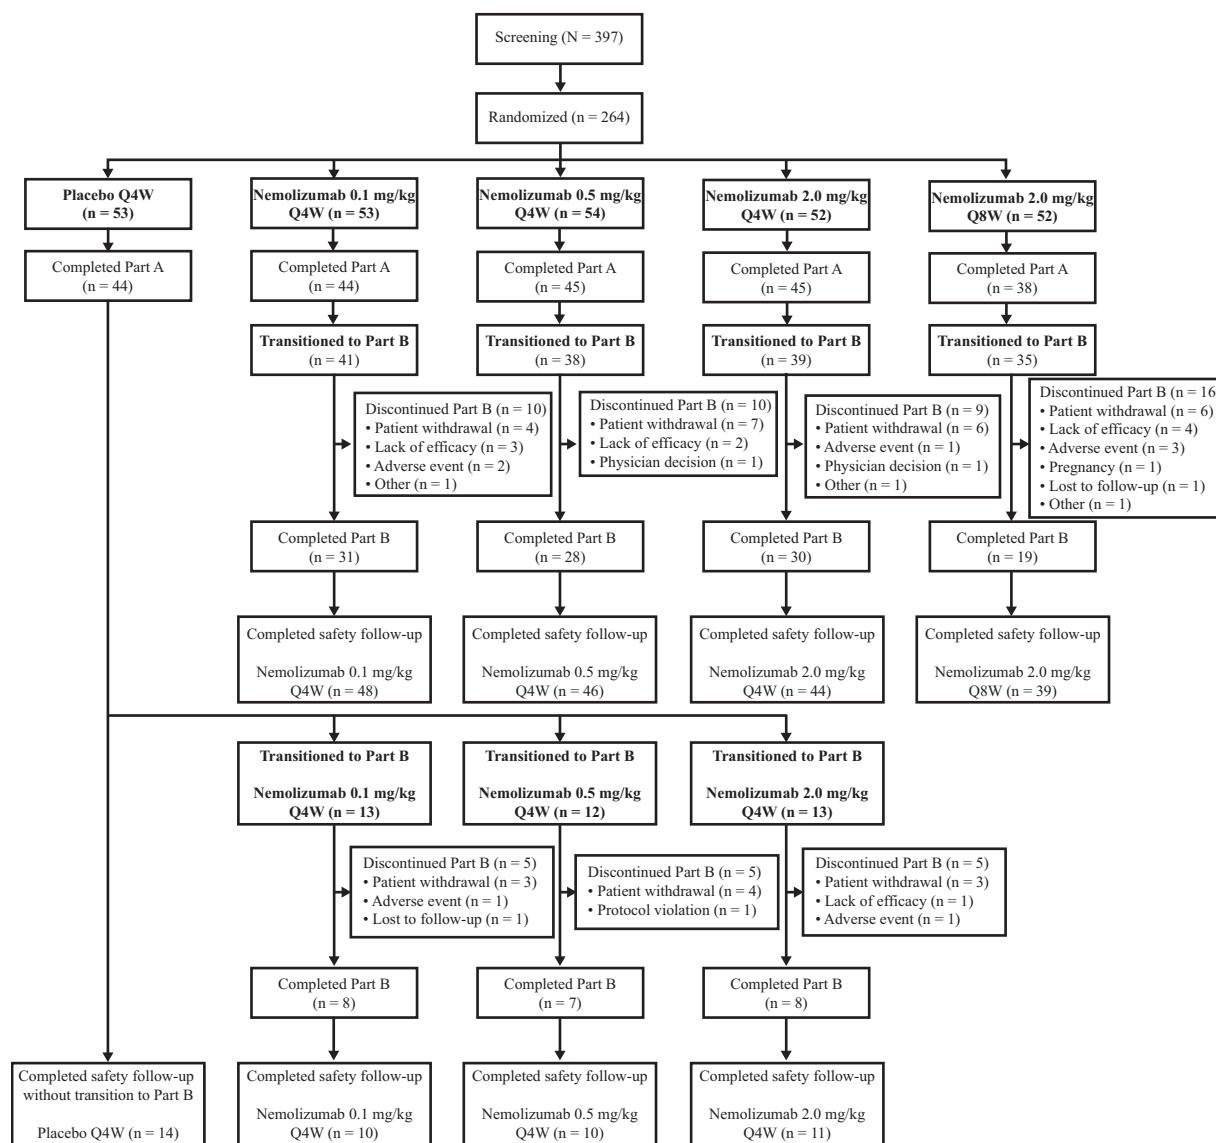 Screening (N = 397)
Randomized (n = 264)
Placebo Q4W
(n = 53)
Nemolizumab 0.1 mg/kg
Q4W (n = 53)
Nemolizumab 0.5 mg/kg
Q4W (n = 54)
Nemolizumab 2.0 mg/kg
Q4W (n = 52)
Nemolizumab 2.0 mg/kg
Q8W (n = 52)
Completed Part A
(n = 44)
Completed Part A
(n = 44)
Completed Part A
(n = 45)
Completed Part A
(n = 45)
Completed Part A
(n = 38)
Transitioned to Part B
(n = 41)
Transitioned to Part B
(n = 38)
Transitioned to Part B
(n = 39)
Transitioned to Part B
(n = 35)
Discontinued Part B (n = 10)
• Patient withdrawal (n = 4)
• Lack of efficacy (n = 3)
• Adverse event (n = 2)
• Other (n = 1)
Discontinued Part B (n = 10)
• Patient withdrawal (n = 7)
• Lack of efficacy (n = 2)
• Physician decision (n = 1)
Discontinued Part B (n = 9)
• Patient withdrawal (n = 6)
• Adverse event (n = 1)
• Physician decision (n = 1)
• Other (n = 1)
Discontinued Part B (n = 16)
• Patient withdrawal (n = 6)
• Lack of efficacy (n = 4)
• Adverse event (n = 3)
• Pregnancy (n = 1)
• Lost to follow-up (n = 1)
• Other (n = 1)
Completed Part B
(n = 31)
Completed Part B
(n = 28)
Completed Part B
(n = 30)
Completed Part B
(n = 19)
Completed safety follow-up
Nemolizumab 0.1 mg/kg
Q4W (n = 48)
Completed safety follow-up
Nemolizumab 0.5 mg/kg
Q4W (n = 46)
Completed safety follow-up
Nemolizumab 2.0 mg/kg
Q4W (n = 44)
Completed safety follow-up
Nemolizumab 2.0 mg/kg
Q8W (n = 39)
Transitioned to Part B
Nemolizumab 0.1 mg/kg
Q4W (n = 13)
Transitioned to Part B
Nemolizumab 0.5 mg/kg
Q4W (n = 12)
Transitioned to Part B
Nemolizumab 2.0 mg/kg
Q4W (n = 13)
Discontinued Part B (n = 5)
• Patient withdrawal (n = 3)
• Adverse event (n = 1)
• Lost to follow-up (n = 1)
Discontinued Part B (n = 5)
• Patient withdrawal (n = 4)
• Protocol violation (n = 1)
Discontinued Part B (n = 5)
• Patient withdrawal (n = 3)
• Lack of efficacy (n = 1)
• Adverse event (n = 1)
Completed Part B
(n = 8)
Completed Part B
(n = 7)
Completed Part B
(n = 8)
Completed safety follow-up
without transition to Part B
Placebo Q4W (n = 14)
Completed safety follow-up
Nemolizumab 0.1 mg/kg
Q4W (n = 10)
Completed safety follow-up
Nemolizumab 0.5 mg/kg
Q4W (n = 10)
Completed safety follow-up
Nemolizumab 2.0 mg/kg
Q4W (n = 11)